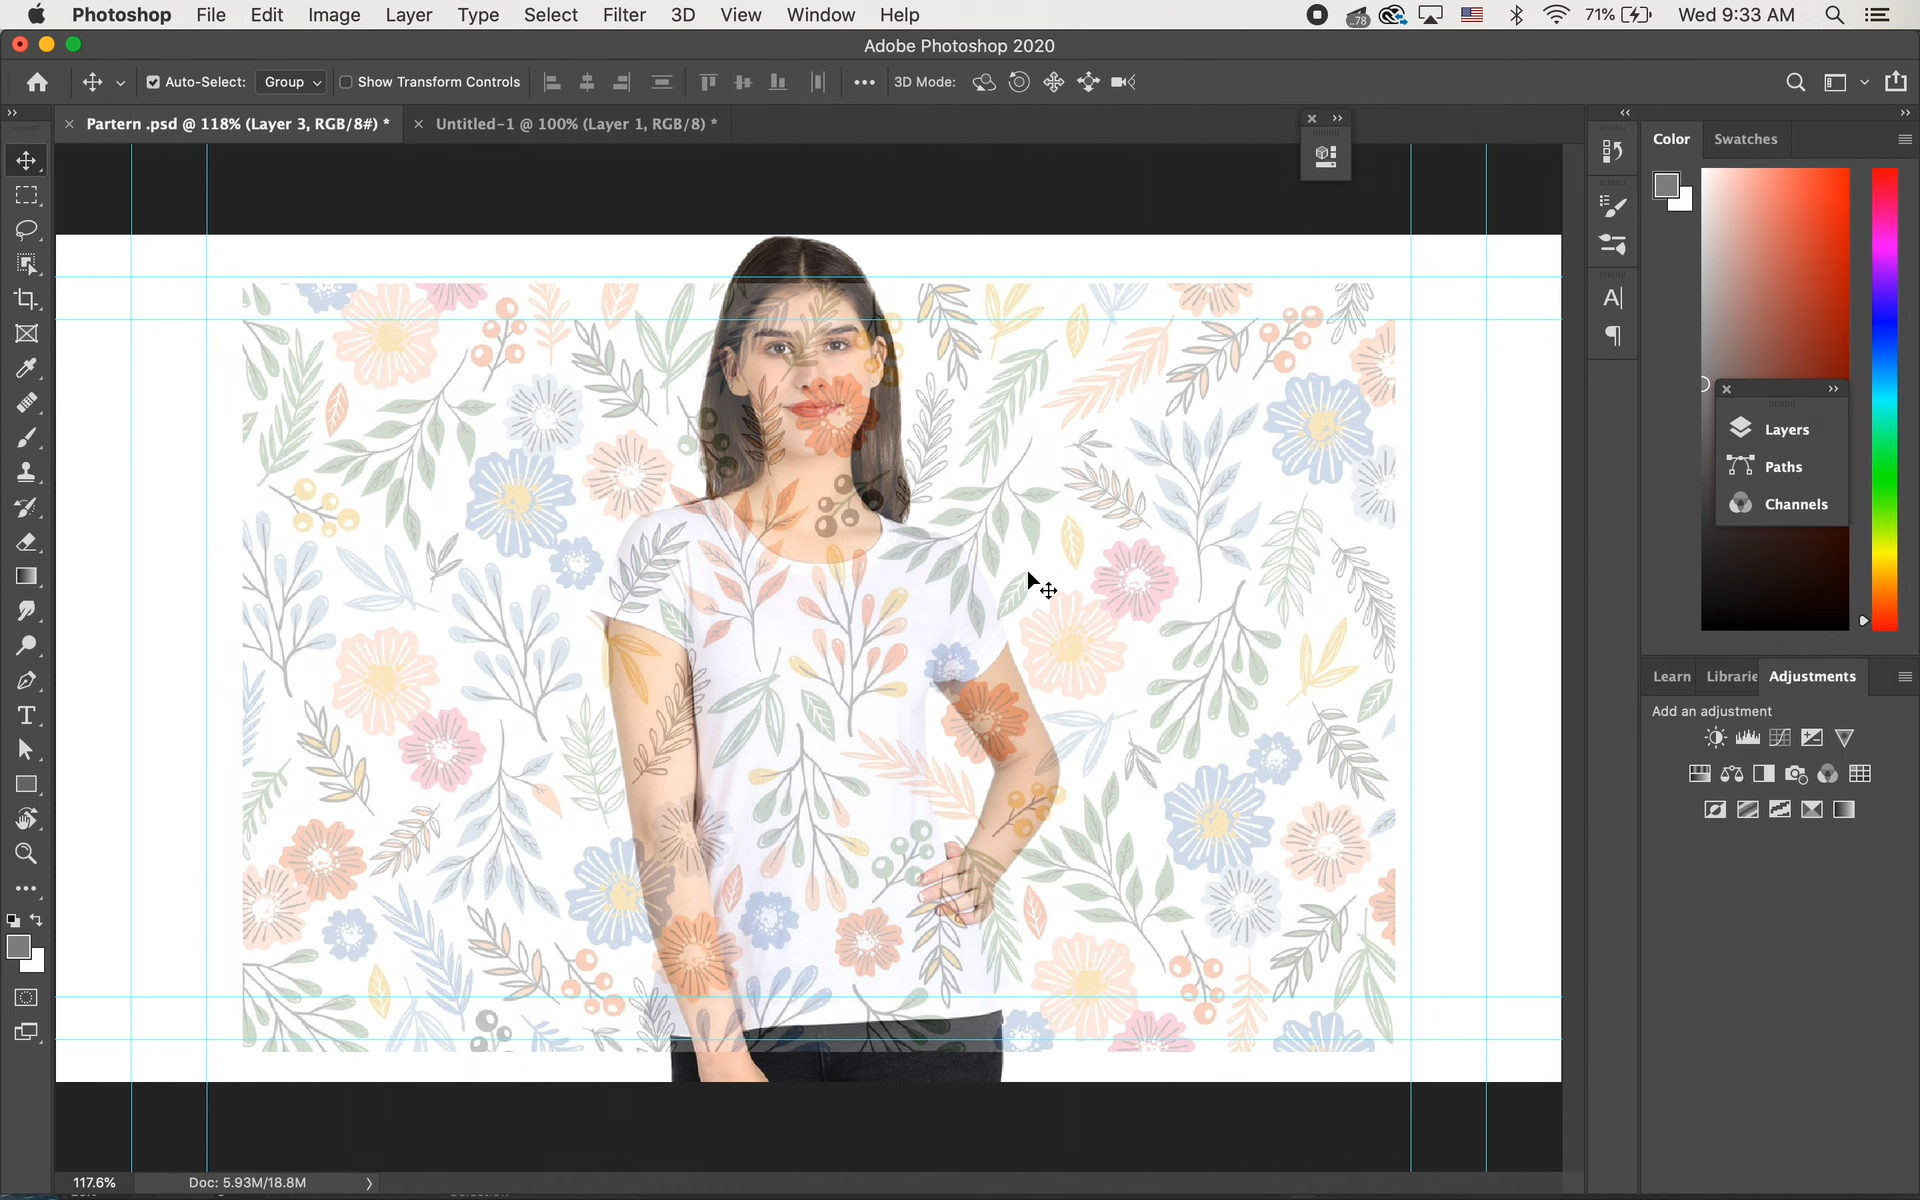 Photoshop File Edit Image Layer Type Select Filter 3D View Window Help
.78 71% Wed 9:33 AM
Adobe Photoshop 2020
Auto-Select: Group Show Transform Controls 3D Mode:
Partern .psd @ 118% (Layer 3, RGB/8#) *
Untitled-1 @ 100% (Layer 1, RGB/8) *
Color Swatches
Layers
Paths
Channels
Learn Librarie Adjustments
Add an adjustment
117.6% Doc: 5.93M/18.8M